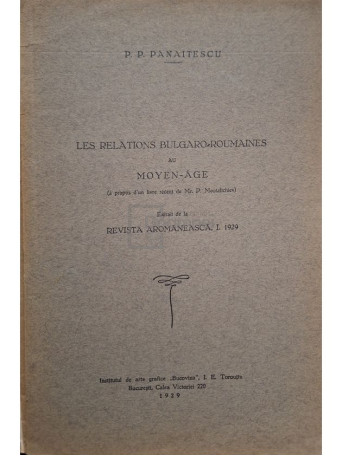 P. P. PANAITESCU
LES RELATIONS BULGARO-ROUMAINES
au
MOYEN-ÂGE
(à propos d'un livre récent de Mr. P. Mutafčiev)
Extrait de la
REVISTA AROMÂNEASCĂ, I. 1929
Institutul de arte grafice „Bucovina", I. E. Torouțiu
București, Calea Victoriei 220
1929